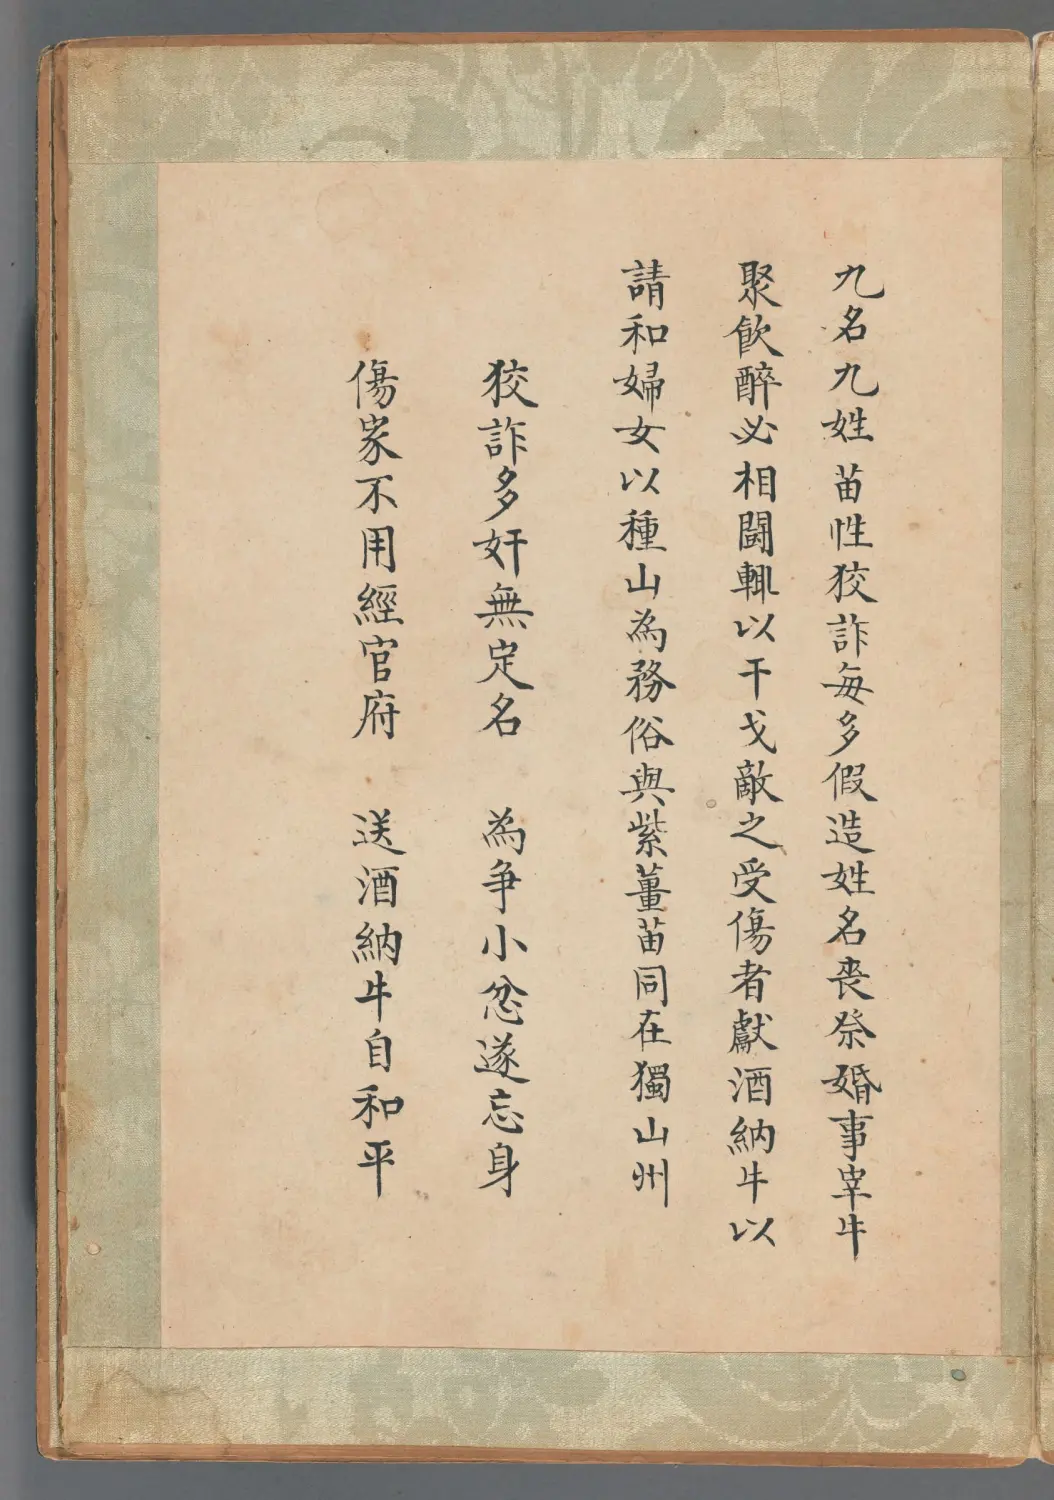 九名九姓苗性狡詐毎多假造姓名喪祭婚事宰牛
聚飲醉必相鬪輒以干戈敵之受傷者獻酒納牛以
請和婦女以種山為務俗與紫薑苗同在獨山州
狡詐多奸無定名 為爭小忿遂忘身
傷家不用經官府 送酒納牛自和平